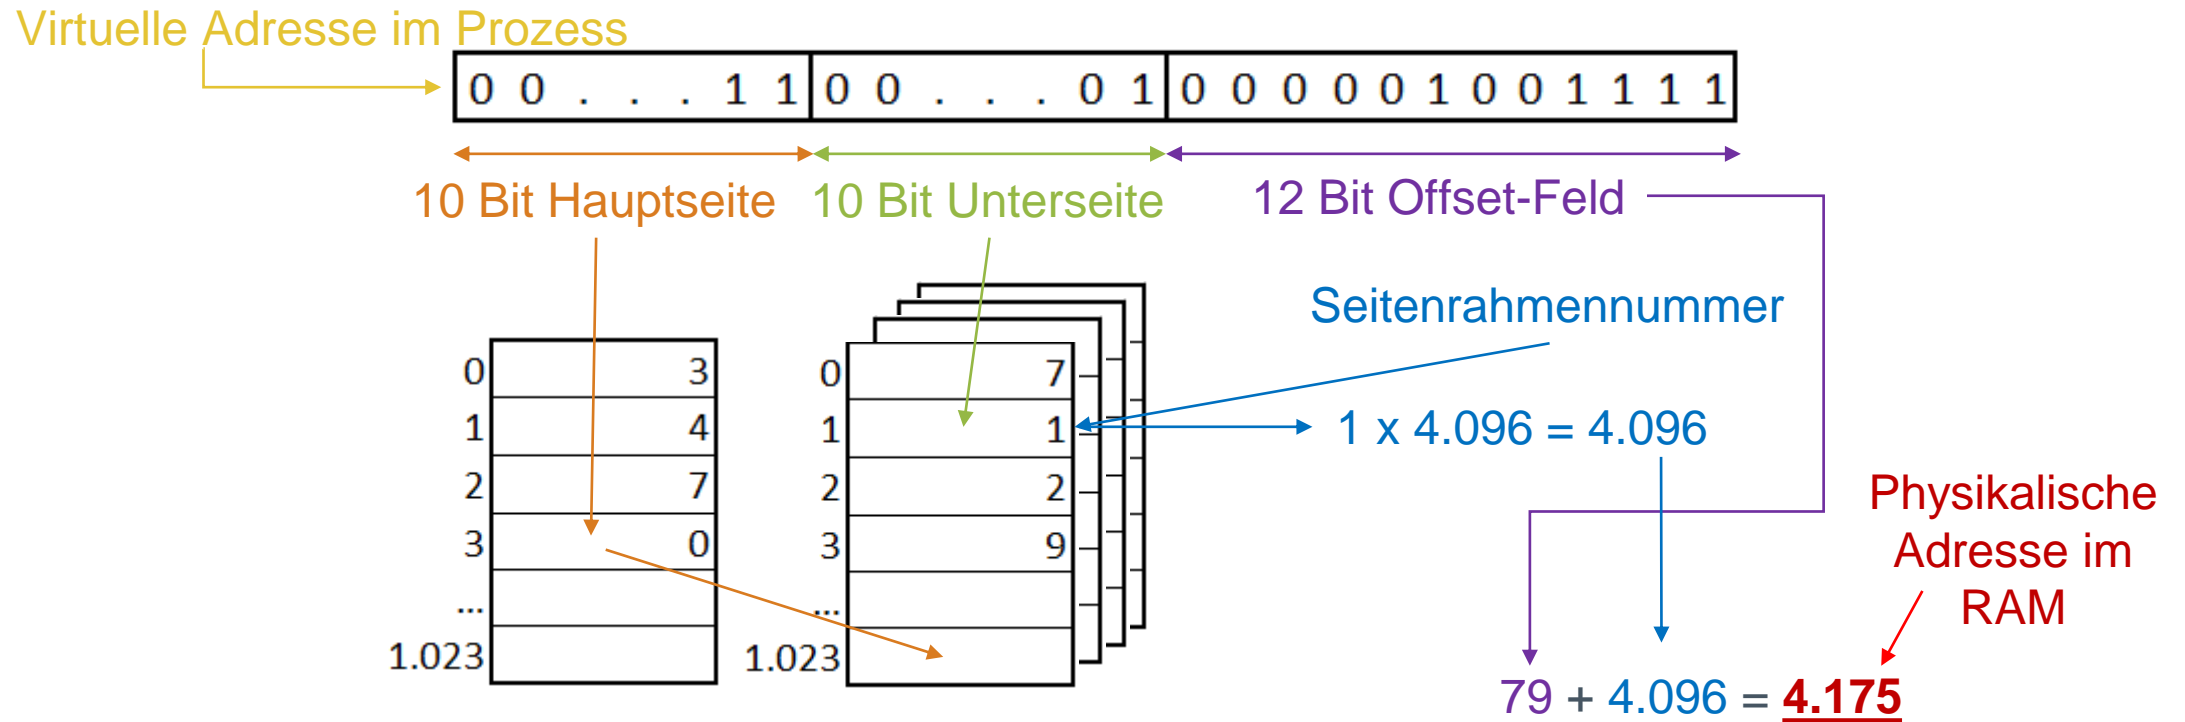 Virtuelle Adresse im Prozess
0 0 . . . 1 1 0 0 . . . 0 1 0 0 0 0 0 1 0 0 1 1 1 1
10 Bit Hauptseite 10 Bit Unterseite 12 Bit Offset-Feld
Seitenrahmennummer
0 3 0 7
1 4 1 1 1 x 4.096 = 4.096
2 7 2 2
3 0 3 9
... ...
1.023 1.023
Physikalische
Adresse im
RAM
79 + 4.096 = 4.175